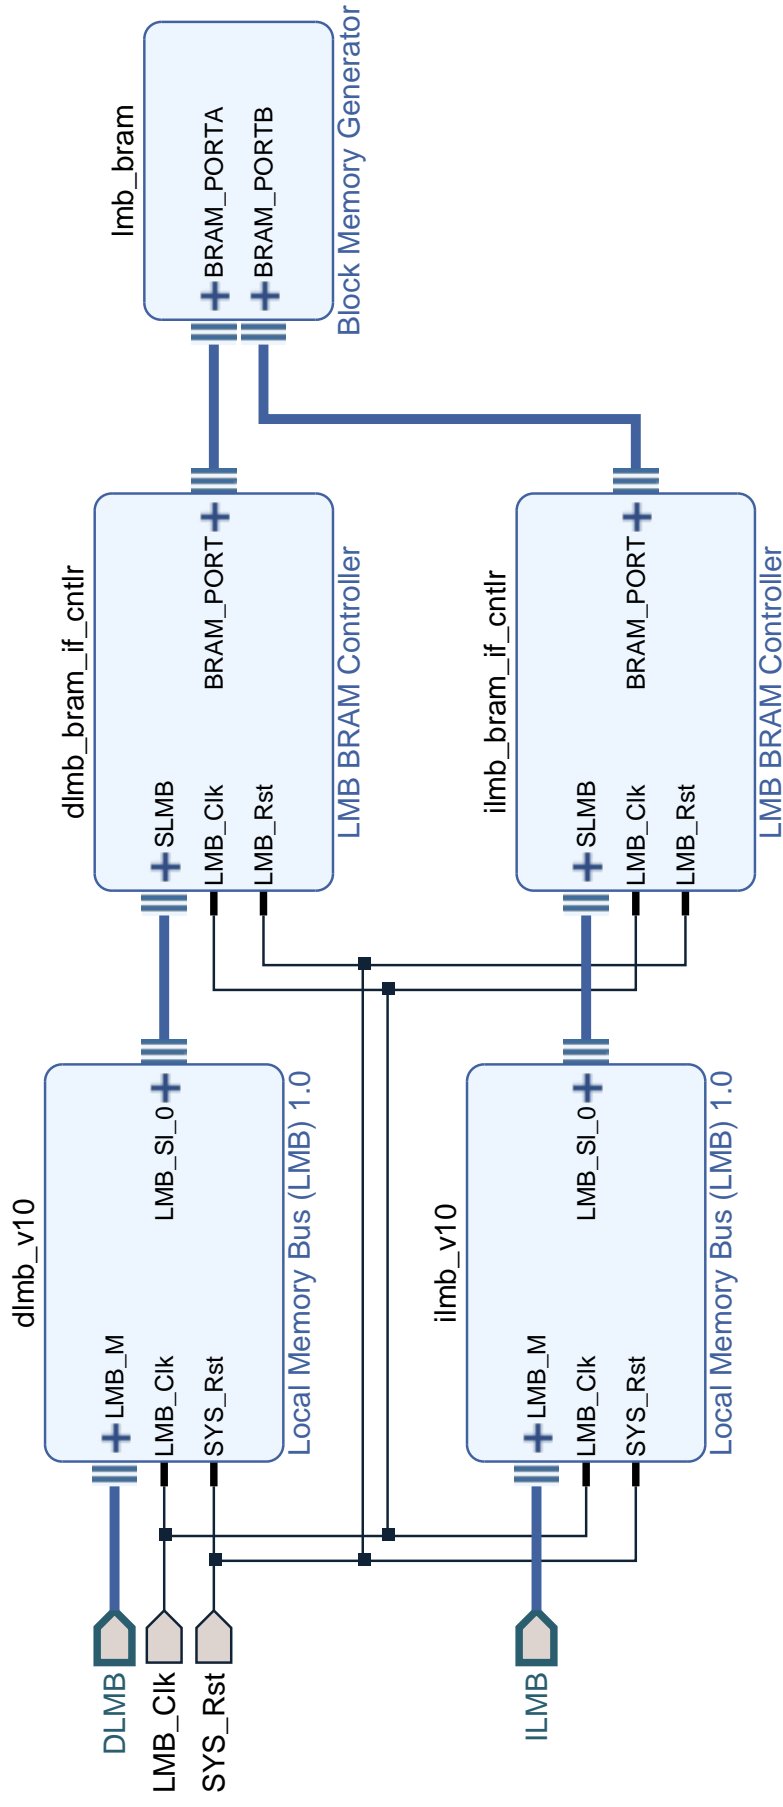 DLMB
LMB_Clk
SYS_Rst
ILMB
dlmb_v10
LMB_M
LMB_Clk
SYS_Rst
LMB_Sl_0
Local Memory Bus (LMB) 1.0
ilmb_v10
LMB_M
LMB_Clk
SYS_Rst
LMB_Sl_0
Local Memory Bus (LMB) 1.0
dlmb_bram_if_cntlr
SLMB
LMB_Clk
LMB_Rst
BRAM_PORT
LMB BRAM Controller
ilmb_bram_if_cntlr
SLMB
LMB_Clk
LMB_Rst
BRAM_PORT
LMB BRAM Controller
lmb_bram
BRAM_PORTA
BRAM_PORTB
Block Memory Generator